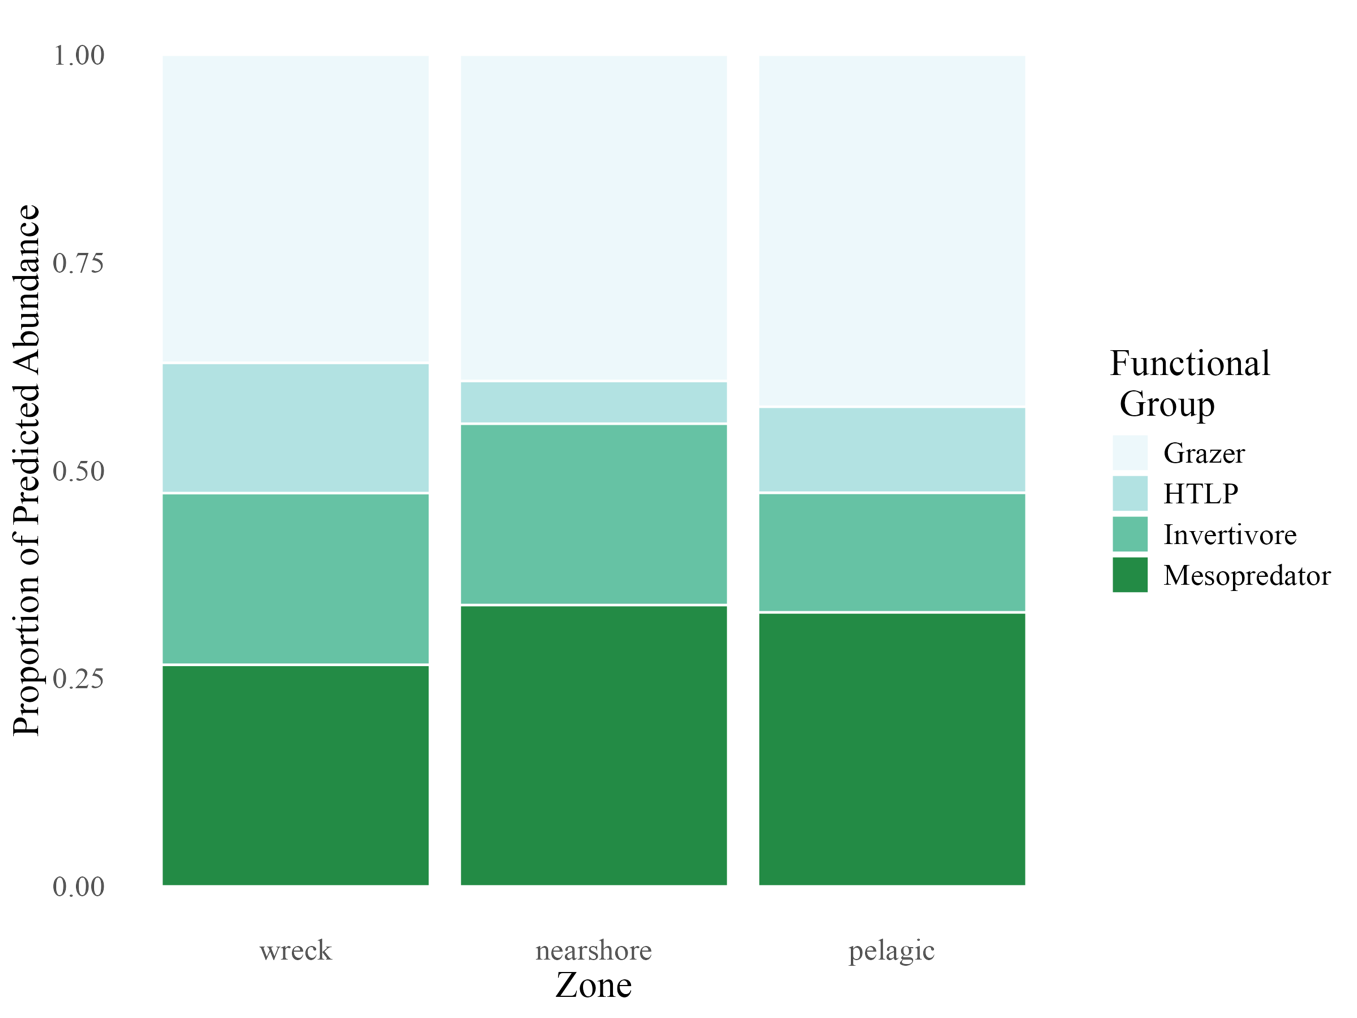 Proportion of Predicted Abundance
1.00
0.75
0.50
0.25
0.00
wreck
nearshore
pelagic
Zone
Functional
Group
Grazer
HTLP
Invertivore
Mesopredator